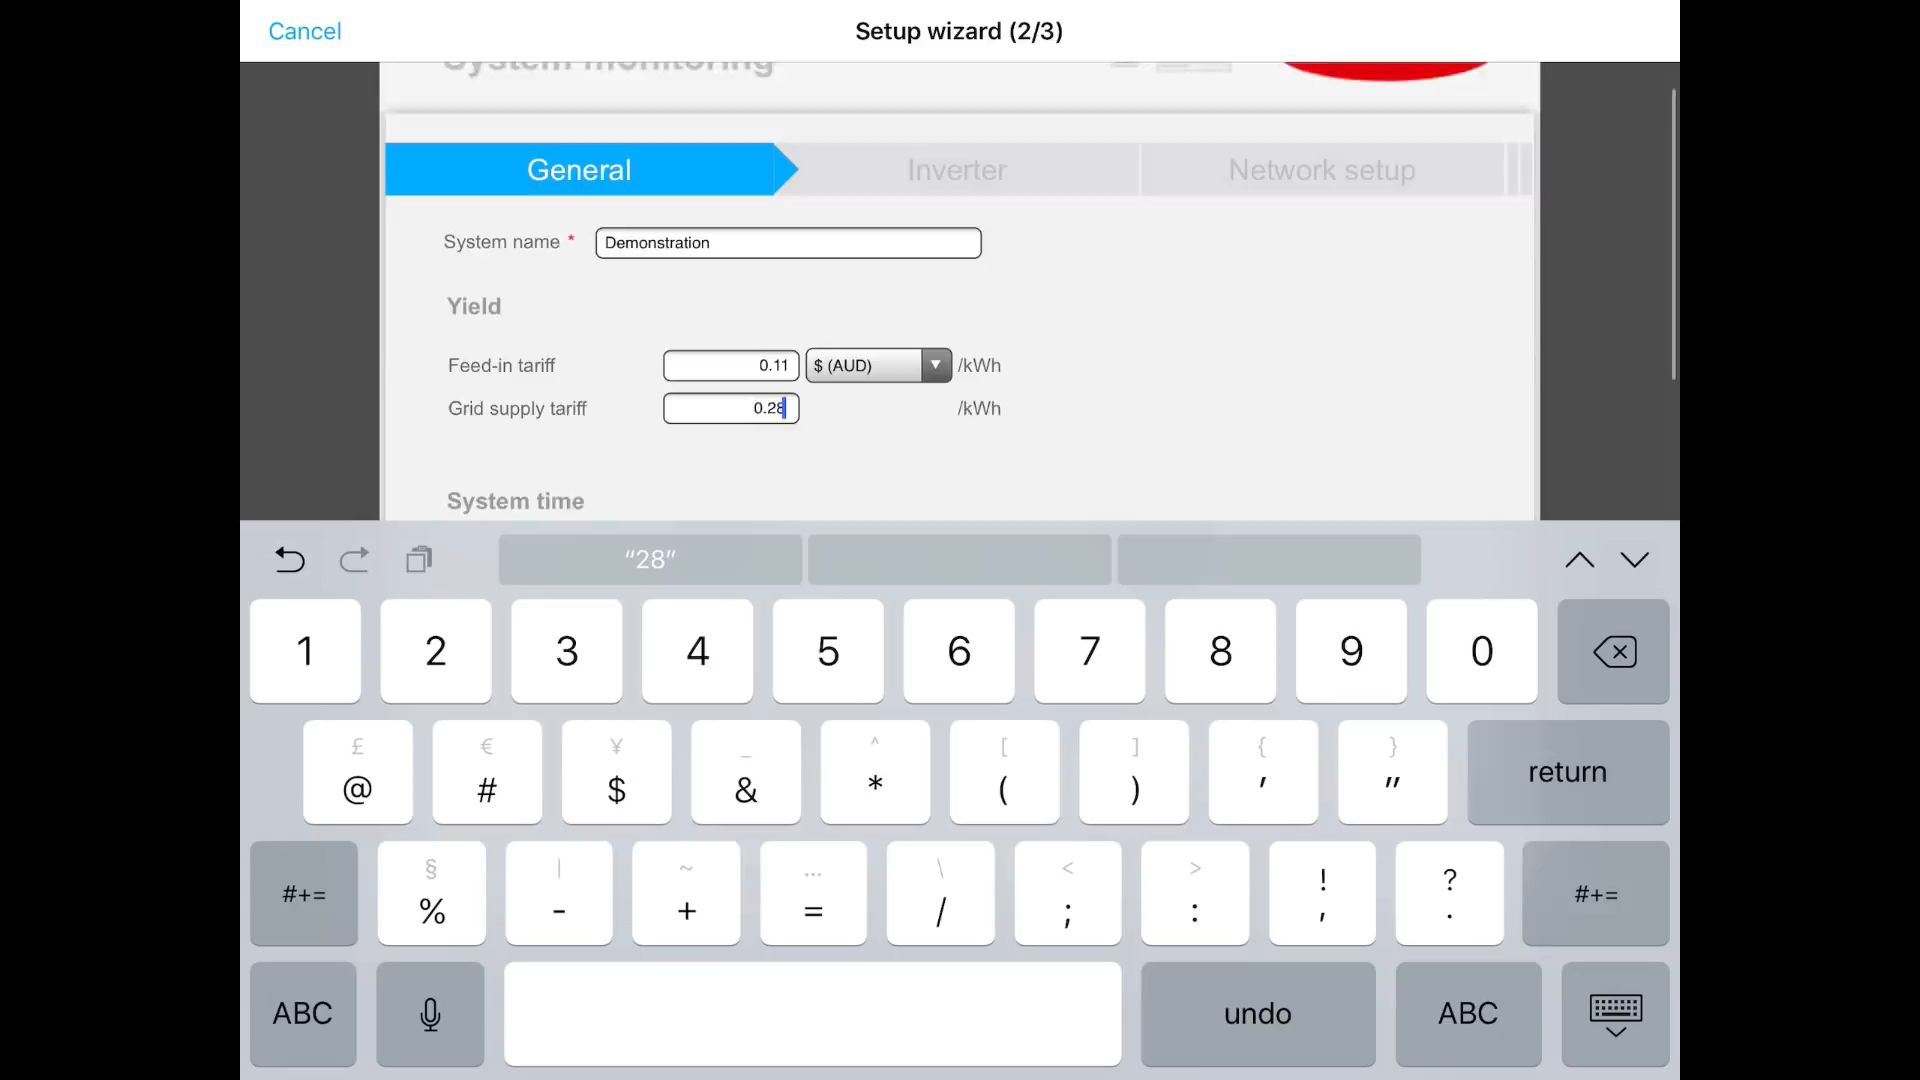 Cancel
Setup wizard (2/3)
System monitoring
General
Inverter
Network setup
System name * Demonstration
Yield
Feed-in tariff 0.11 $ (AUD) /kWh
Grid supply tariff 0.28 /kWh
System time
“28”
1 2 3 4 5 6 7 8 9 0
£ € ¥ _ ^ [ ] { }
@ # $ & * ( ) ' " return
§ | ~ … \ < > ! ?
#+= % - + = / ; : , . #+=
ABC undo ABC